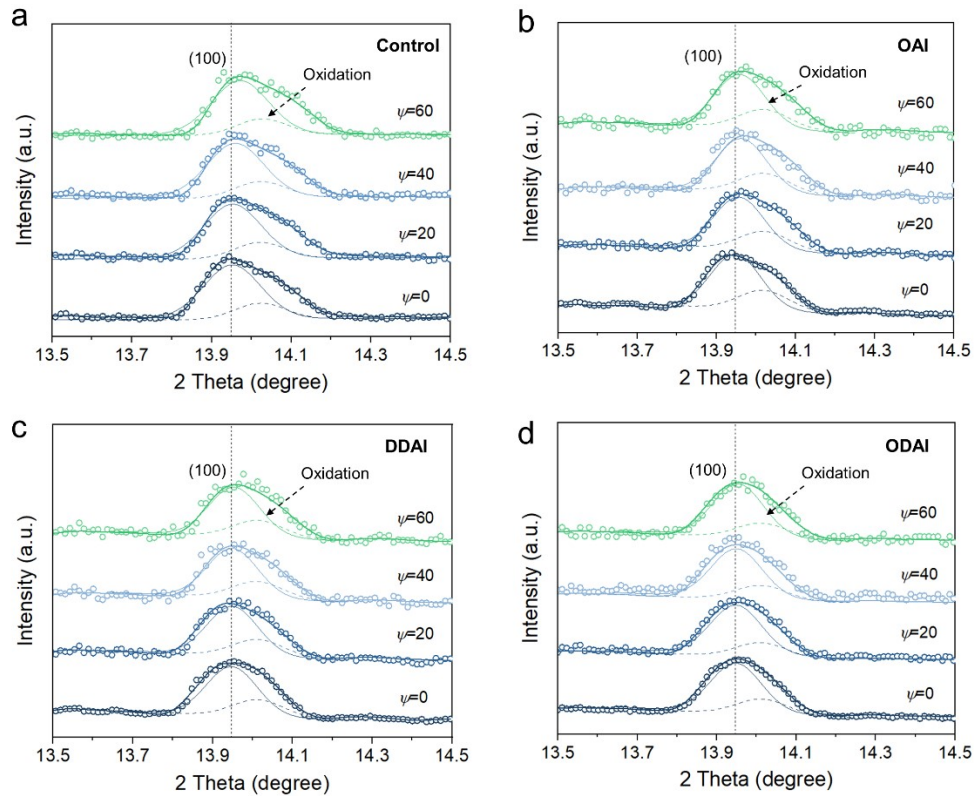 a
Control
(100)
Oxidation
ψ=60
ψ=40
ψ=20
ψ=0
Intensity (a.u.)
13.5 13.9 14.1 14.3 14.5
2 Theta (degree)
b
OAI
(100)
Oxidation
ψ=60
ψ=40
ψ=20
ψ=0
Intensity (a.u.)
13.5 13.7 13.9 14.1 14.3 14.5
2 Theta (degree)
c
DDAI
(100)
Oxidation
ψ=60
ψ=40
ψ=20
ψ=0
Intensity (a.u.)
13.5 13.7 13.9 14.1 14.3 14.5
2 Theta (degree)
d
ODAI
(100)
Oxidation
ψ=60
ψ=40
ψ=20
ψ=0
Intensity (a.u.)
13.5 13.7 13.9 14.1 14.3 14.5
2 Theta (degree)